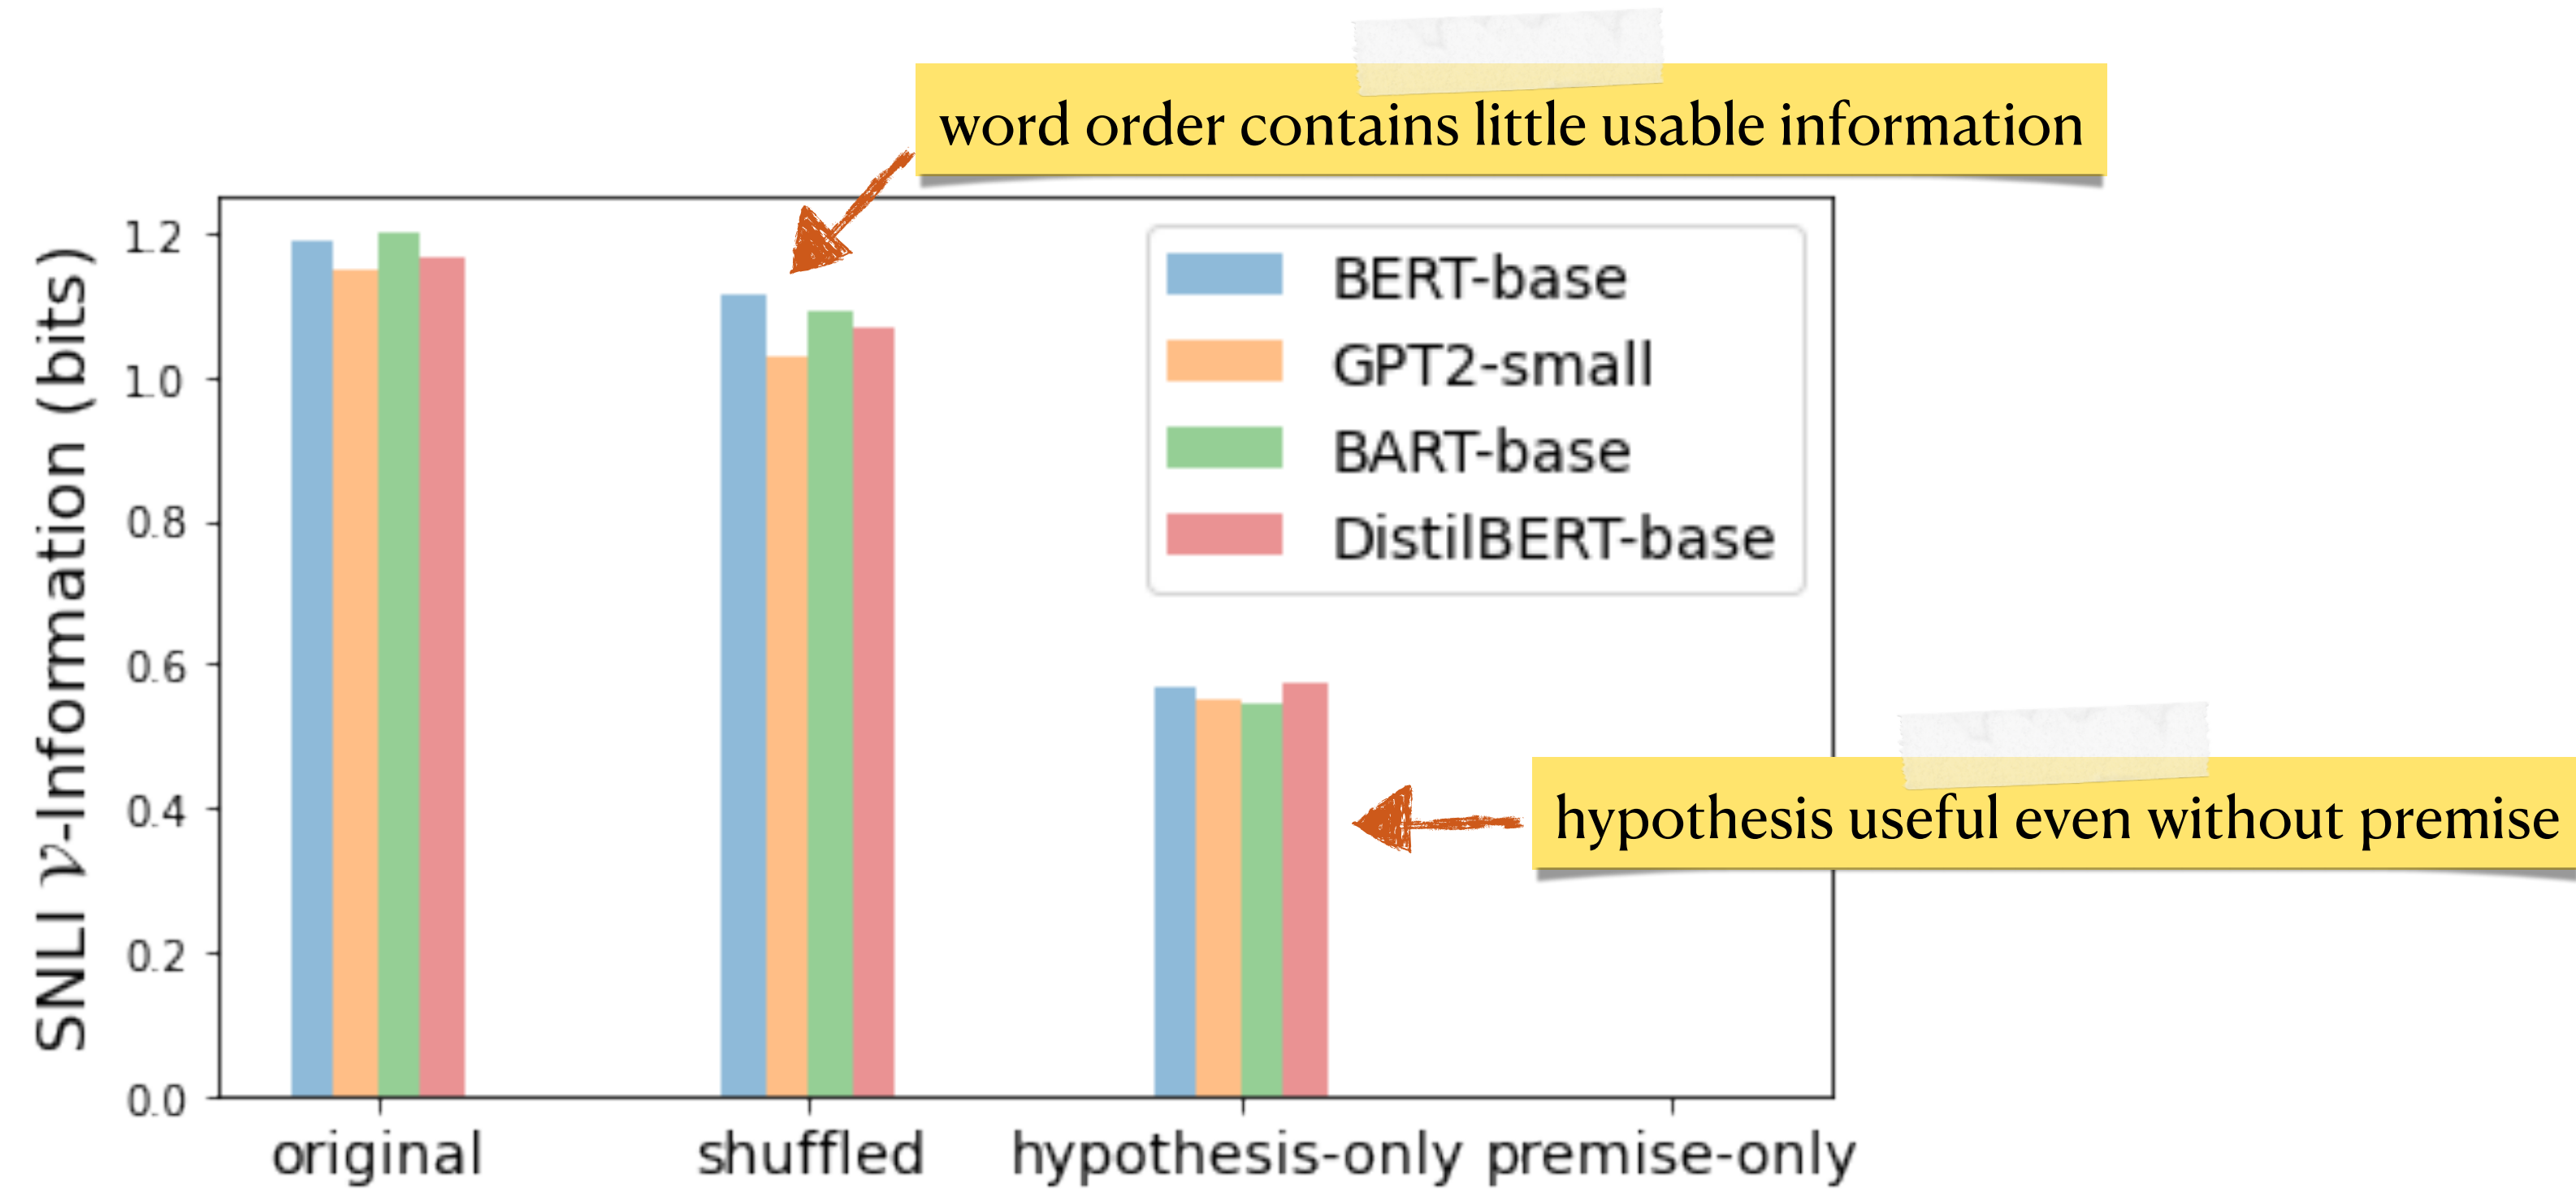 word order contains little usable information
SNLI 𝒱-Information (bits)
1.2
1.0
0.8
0.6
0.4
0.2
0.0
BERT-base
GPT2-small
BART-base
DistilBERT-base
hypothesis useful even without premise
original
shuffled
hypothesis-only
premise-only